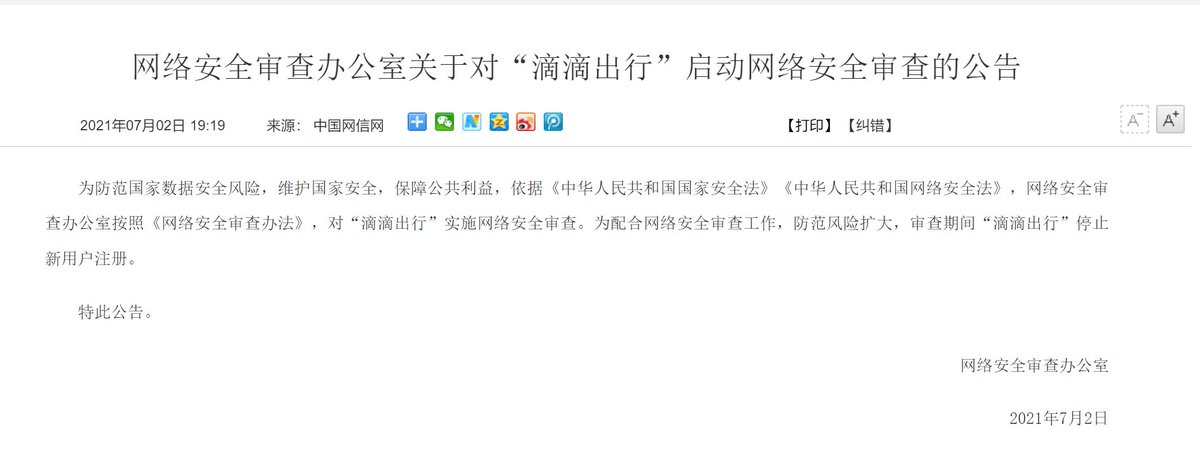 网络安全审查办公室关于对“滴滴出行”启动网络安全审查的公告
2021年07月02日 19:19 来源： 中国网信网 【打印】【纠错】 A- A+
为防范国家数据安全风险，维护国家安全，保障公共利益，依据《中华人民共和国国家安全法》《中华人民共和国网络安全法》，网络安全审
查办公室按照《网络安全审查办法》，对“滴滴出行”实施网络安全审查。为配合网络安全审查工作，防范风险扩大，审查期间“滴滴出行”停止
新用户注册。
特此公告。
网络安全审查办公室
2021年7月2日